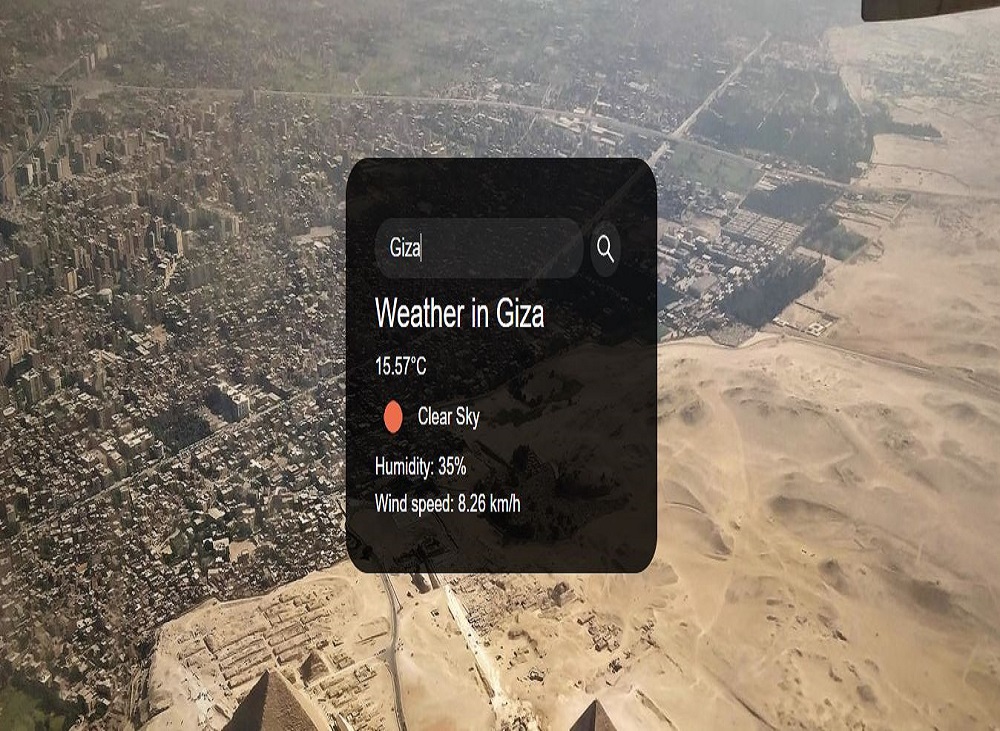 Giza
Weather in Giza
15.57°C
Clear Sky
Humidity: 35%
Wind speed: 8.26 km/h